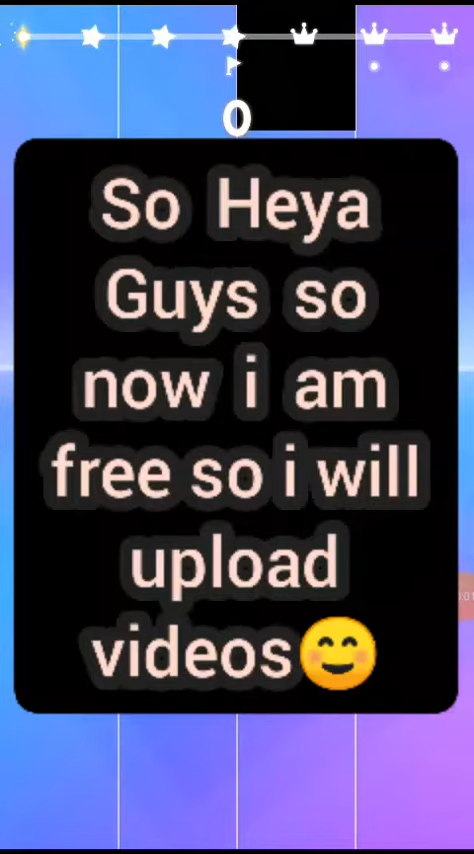 0
So Heya
Guys so
now i am
free so i will
upload
videos😊